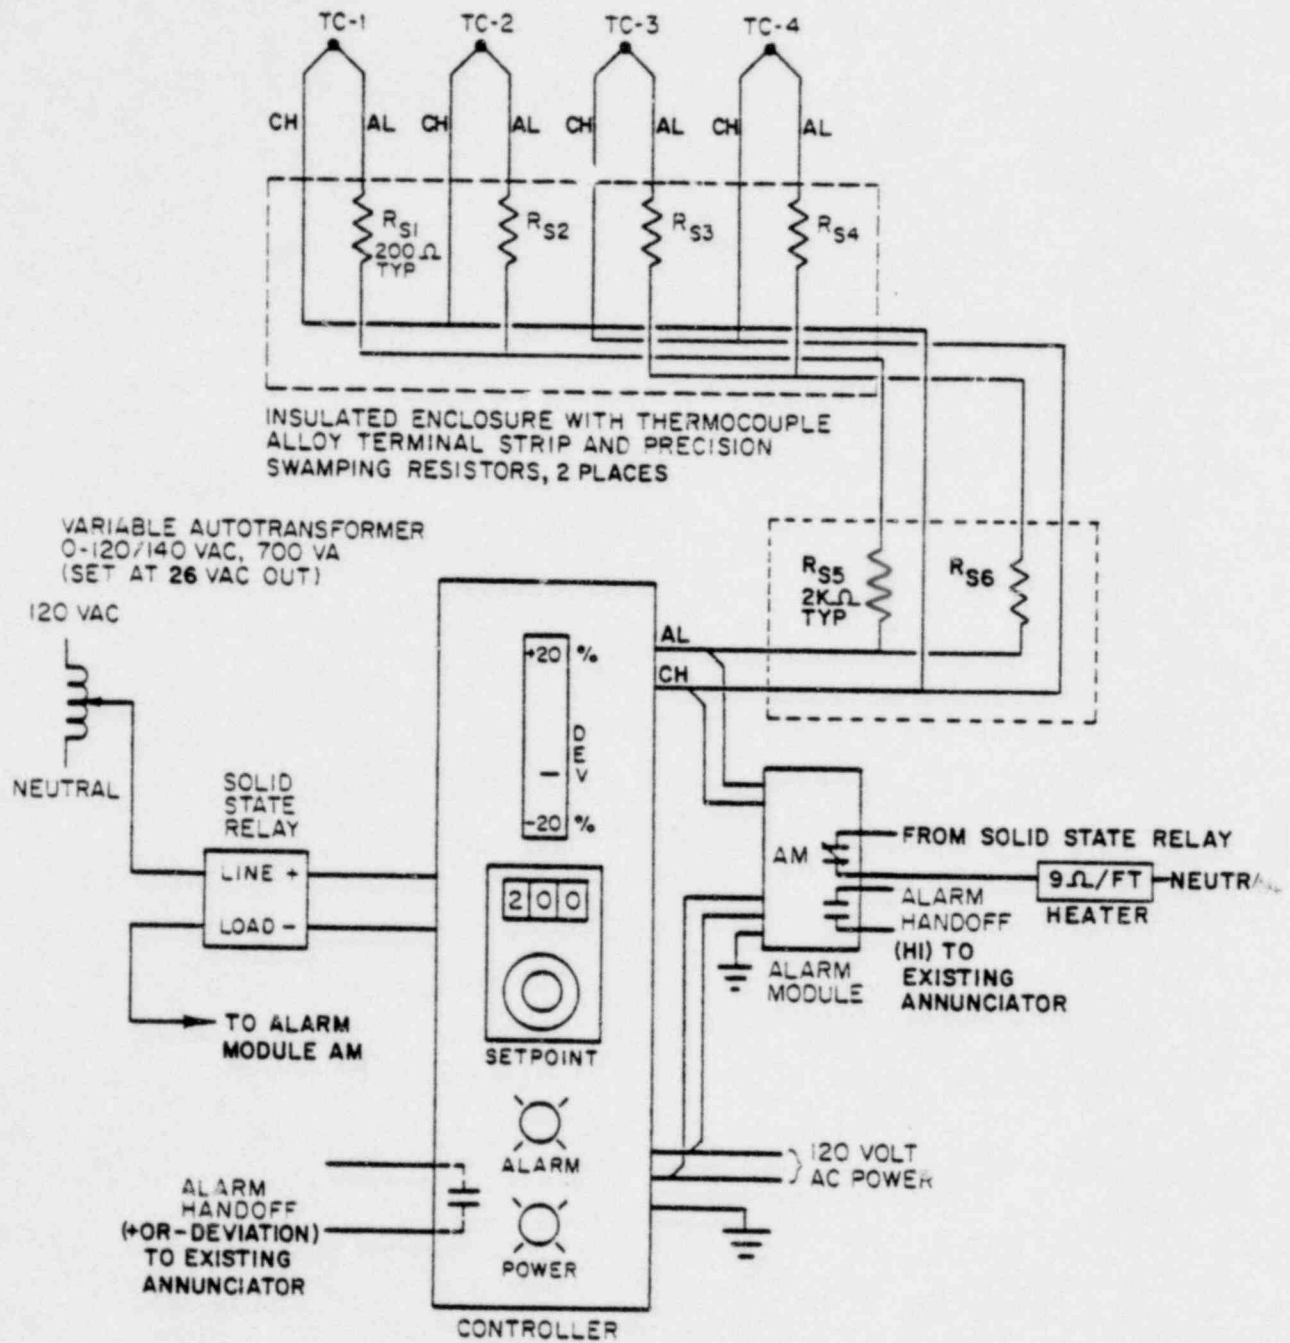 TC-1 TC-2 TC-3 TC-4
CH AL CH AL CH AL CH AL
RS1
200Ω
TYP
RS2
RS3
RS4
INSULATED ENCLOSURE WITH THERMOCOUPLE
ALLOY TERMINAL STRIP AND PRECISION
SWAMPING RESISTORS, 2 PLACES
VARIABLE AUTOTRANSFORMER
0-120/140 VAC, 700 VA
(SET AT 26 VAC OUT)
120 VAC
NEUTRAL
RS5
2KΩ
TYP
RS6
AL
CH
+20 %
DEV
-20 %
SOLID
STATE
RELAY
LINE +
LOAD -
TO ALARM
MODULE AM
200
SETPOINT
AM
FROM SOLID STATE RELAY
9Ω/FT
NEUTRAL
HEATER
ALARM
HANDOFF
(HI) TO
EXISTING
ANNUNCIATOR
ALARM
MODULE
ALARM
POWER
120 VOLT
AC POWER
ALARM
HANDOFF
(+OR-DEVIATION)
TO EXISTING
ANNUNCIATOR
CONTROLLER